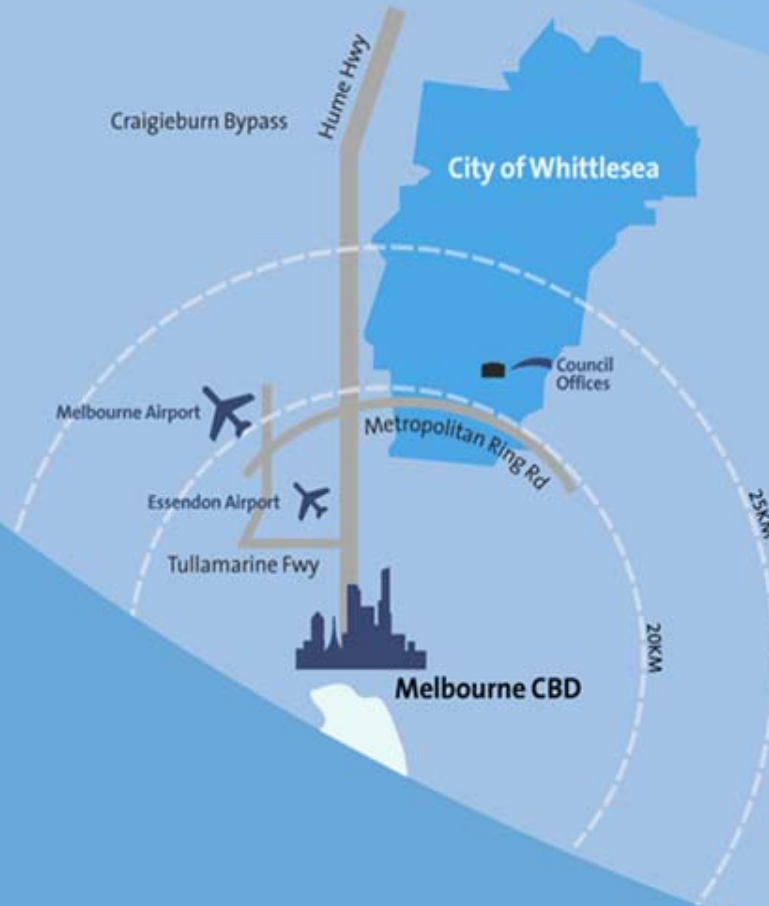 Hume Hwy
Craigieburn Bypass
City of Whittlesea
Council
Offices
Melbourne Airport
Metropolitan Ring Rd
Essendon Airport
25KM
Tullamarine Fwy
20KM
Melbourne CBD